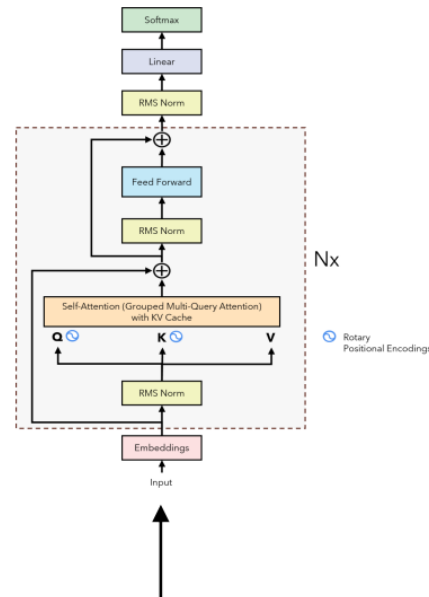 Softmax
Linear
RMS Norm
Feed Forward
RMS Norm
Nx
Self-Attention (Grouped Multi-Query Attention)
with KV Cache
Q K V
Rotary
Positional Encodings
RMS Norm
Embeddings
Input